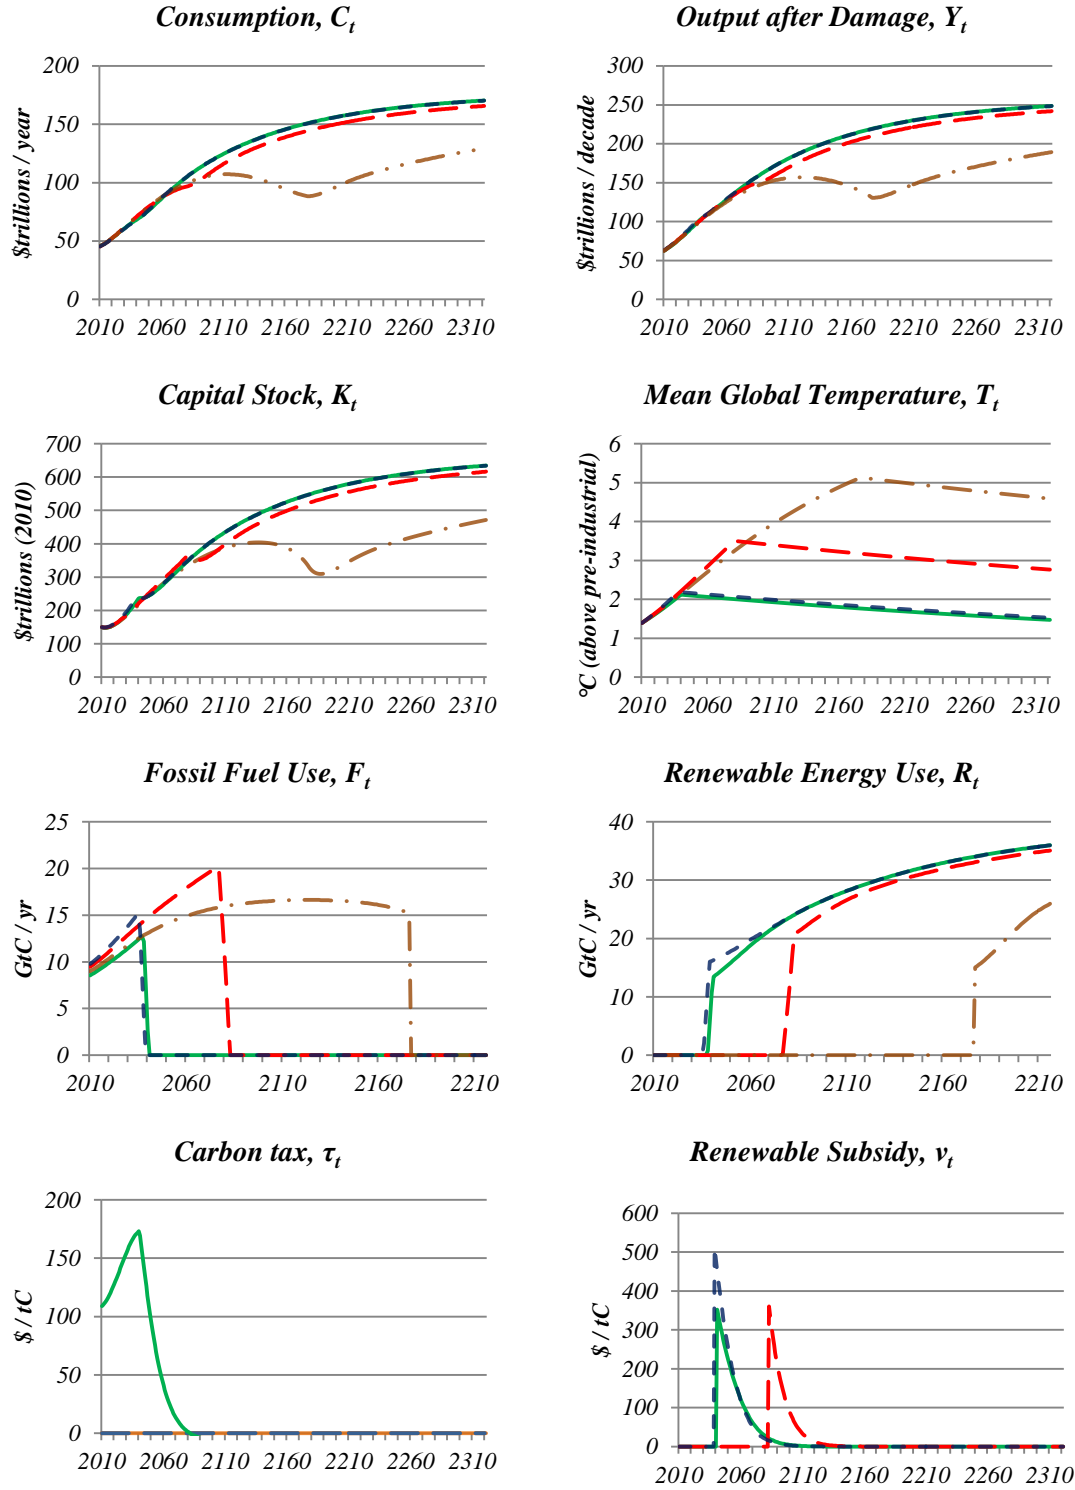 Consumption, Cₜ
200
150
100
50
0
$trillions / year
2010 2060 2110 2160 2210 2260 2310
Output after Damage, Yₜ
300
250
200
150
100
50
0
$trillions / decade
2010 2060 2110 2160 2210 2260 2310
Capital Stock, Kₜ
700
600
500
400
300
200
100
0
$trillions (2010)
2010 2060 2110 2160 2210 2260 2310
Mean Global Temperature, Tₜ
6
5
4
3
2
1
0
°C (above pre-industrial)
2010 2060 2110 2160 2210 2260 2310
Fossil Fuel Use, Fₜ
25
20
15
10
5
0
GtC / yr
2010 2060 2110 2160 2210
Renewable Energy Use, Rₜ
40
30
20
10
0
GtC / yr
2010 2060 2110 2160 2210
Carbon tax, τₜ
200
150
100
50
0
$ / tC
2010 2060 2110 2160 2210 2260 2310
Renewable Subsidy, νₜ
600
500
400
300
200
100
0
$ / tC
2010 2060 2110 2160 2210 2260 2310